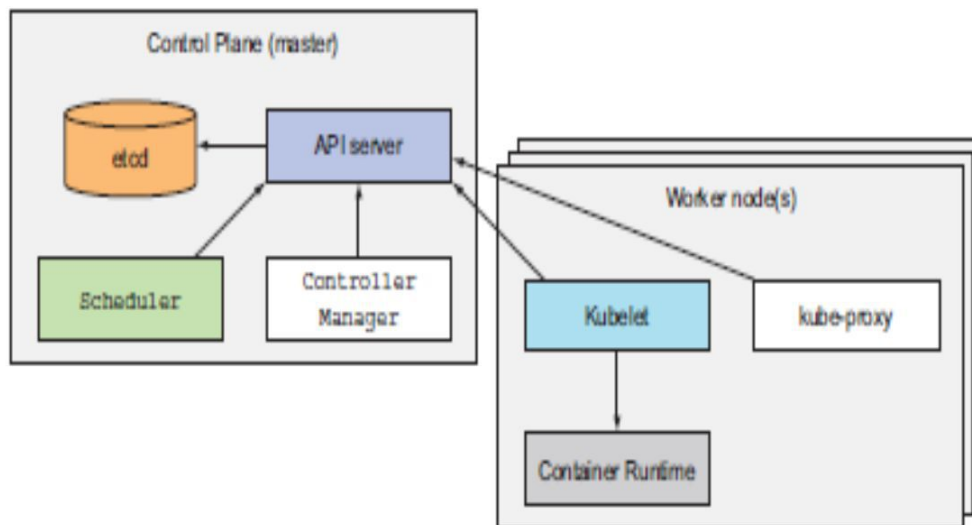 Control Plane (master)
etcd
API server
Scheduler
Controller
Manager
Worker node(s)
Kubelet
kube-proxy
Container Runtime